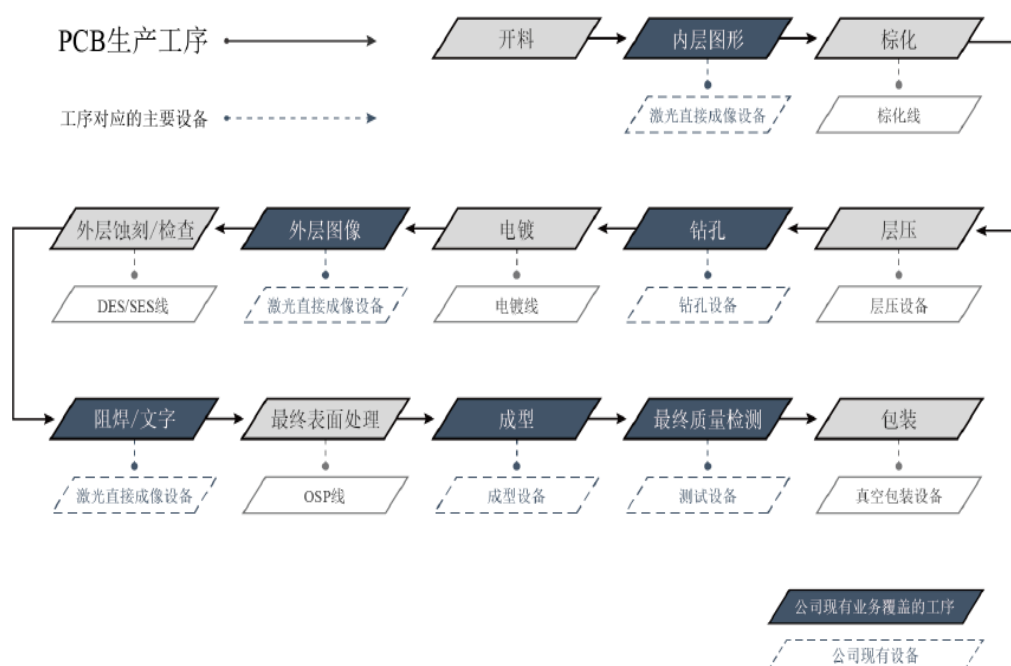 PCB生产工序
开料
内层图形
棕化
工序对应的主要设备
激光直接成像设备
棕化线
外层蚀刻/检查
外层图像
电镀
钻孔
层压
DES/SES线
激光直接成像设备
电镀线
钻孔设备
层压设备
阻焊/文字
最终表面处理
成型
最终质量检测
包装
激光直接成像设备
OSP线
成型设备
测试设备
真空包装设备
公司现有业务覆盖的工序
公司现有设备